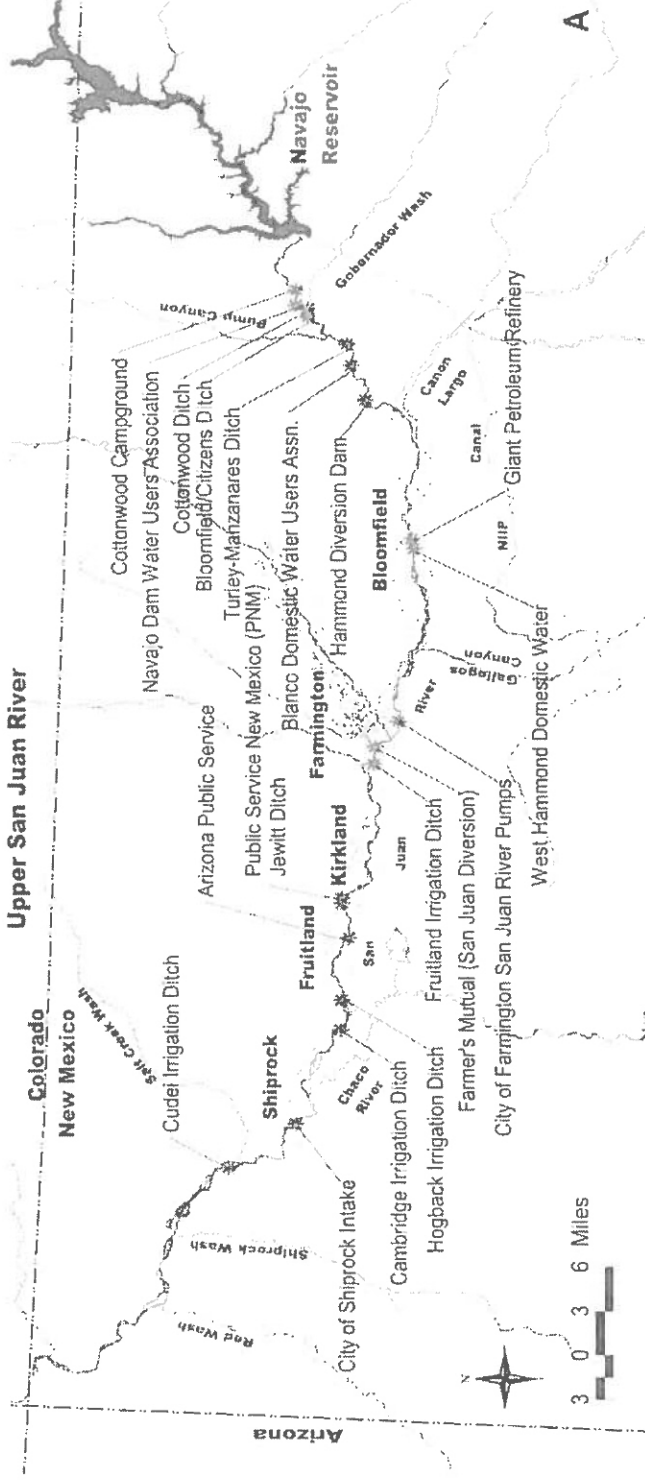 Upper San Juan River
Colorado
New Mexico
Arizona
Salt Creek Wash
Cudei Irrigation Ditch
Shiprock
Shiprock Wash
Red Wash
City of Shiprock Intake
Chaco
River
Cambridge Irrigation Ditch
Hogback Irrigation Ditch
Fruitland
Kirkland
Arizona Public Service
Public Service New Mexico (PNM)
Jewitt Ditch
San
Juan
River
Fruitland Irrigation Ditch
Farmer's Mutual (San Juan Diversion)
City of Farmington San Juan River Pumps
Farmington
Gallegos
Canyon
West Hammond Domestic Water
Bloomfield
NIIP
Canal
Giant Petroleum Refinery
Canon
Largo
Cottonwood Campground
Navajo Dam Water Users Association
Cottonwood Ditch
Bloomfield/Citizens Ditch
Turley-Manzanares Ditch
Blanco Domestic Water Users Assn.
Hammond Diversion Dam
Pump Canyon
Gobernador Wash
Navajo
Reservoir
N
3 0 3 6 Miles
A